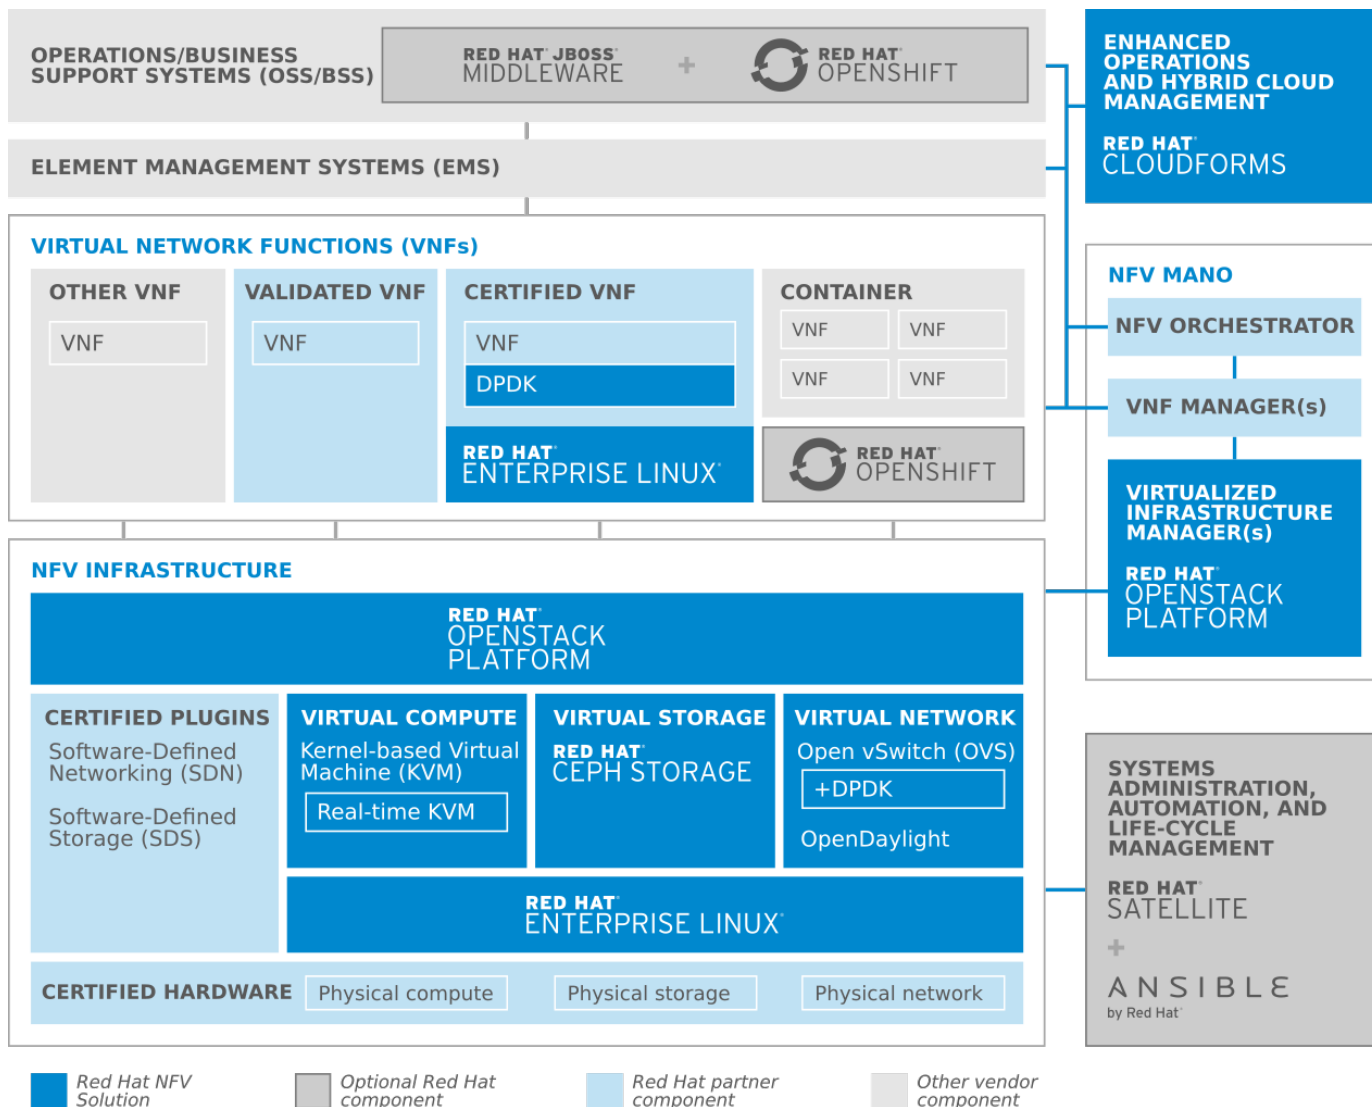 OPERATIONS/BUSINESS
SUPPORT SYSTEMS (OSS/BSS)
RED HAT® JBOSS®
MIDDLEWARE
+
RED HAT®
OPENSHIFT
ELEMENT MANAGEMENT SYSTEMS (EMS)
VIRTUAL NETWORK FUNCTIONS (VNFs)
OTHER VNF
VNF
VALIDATED VNF
VNF
CERTIFIED VNF
VNF
DPDK
RED HAT®
ENTERPRISE LINUX®
CONTAINER
VNF
VNF
VNF
VNF
RED HAT®
OPENSHIFT
NFV INFRASTRUCTURE
RED HAT®
OPENSTACK
PLATFORM
CERTIFIED PLUGINS
Software-Defined
Networking (SDN)
Software-Defined
Storage (SDS)
VIRTUAL COMPUTE
Kernel-based Virtual
Machine (KVM)
Real-time KVM
VIRTUAL STORAGE
RED HAT®
CEPH STORAGE
VIRTUAL NETWORK
Open vSwitch (OVS)
+DPDK
OpenDaylight
RED HAT®
ENTERPRISE LINUX®
CERTIFIED HARDWARE
Physical compute
Physical storage
Physical network
ENHANCED
OPERATIONS
AND HYBRID CLOUD
MANAGEMENT
RED HAT®
CLOUDFORMS
NFV MANO
NFV ORCHESTRATOR
VNF MANAGER(s)
VIRTUALIZED
INFRASTRUCTURE
MANAGER(s)
RED HAT®
OPENSTACK
PLATFORM
SYSTEMS
ADMINISTRATION,
AUTOMATION, AND
LIFE-CYCLE
MANAGEMENT
RED HAT®
SATELLITE
+
ANSIBLE
by Red Hat®
Red Hat NFV
Solution
Optional Red Hat
component
Red Hat partner
component
Other vendor
component